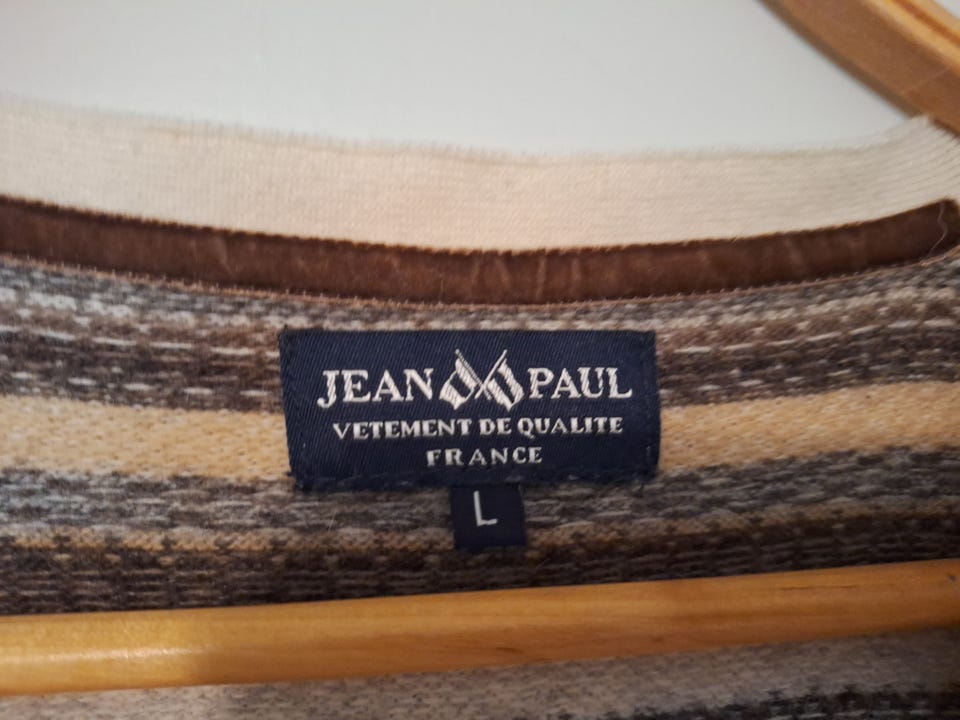 JEAN PAUL
VETEMENT DE QUALITE
FRANCE
L